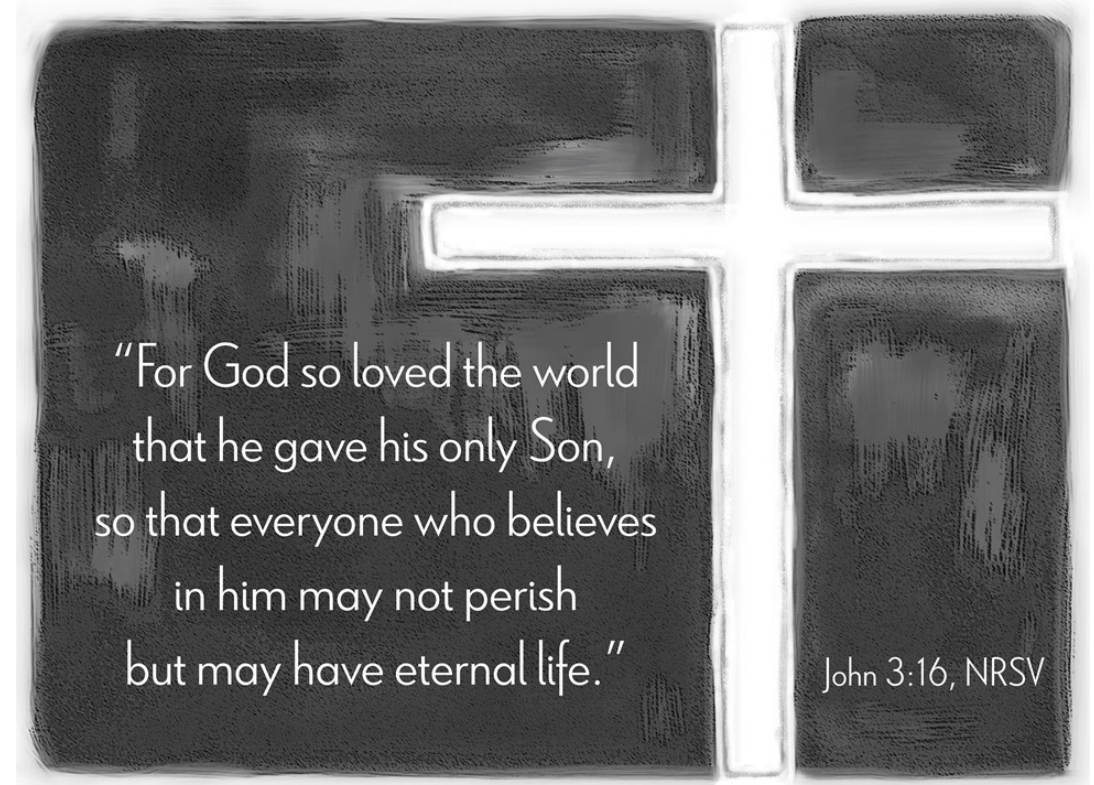 “For God so loved the world
that he gave his only Son,
so that everyone who believes
in him may not perish
but may have eternal life.”
John 3:16, NRSV